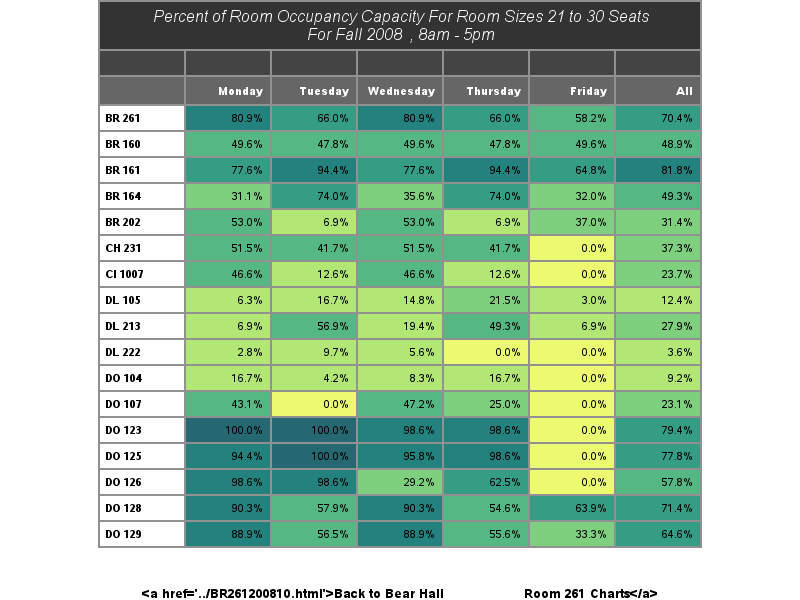 Percent of Room Occupancy Capacity For Room Sizes 21 to 30 Seats
For Fall 2008 , 8am - 5pm
Monday Tuesday Wednesday Thursday Friday All
BR 261 80.9% 66.0% 80.9% 66.0% 58.2% 70.4%
BR 160 49.6% 47.8% 49.6% 47.8% 49.6% 48.9%
BR 161 77.6% 94.4% 77.6% 94.4% 64.8% 81.8%
BR 164 31.1% 74.0% 35.6% 74.0% 32.0% 49.3%
BR 202 53.0% 6.9% 53.0% 6.9% 37.0% 31.4%
CH 231 51.5% 41.7% 51.5% 41.7% 0.0% 37.3%
CI 1007 46.6% 12.6% 46.6% 12.6% 0.0% 23.7%
DL 105 6.3% 16.7% 14.8% 21.5% 3.0% 12.4%
DL 213 6.9% 56.9% 19.4% 49.3% 6.9% 27.9%
DL 222 2.8% 9.7% 5.6% 0.0% 0.0% 3.6%
DO 104 16.7% 4.2% 8.3% 16.7% 0.0% 9.2%
DO 107 43.1% 0.0% 47.2% 25.0% 0.0% 23.1%
DO 123 100.0% 100.0% 98.6% 98.6% 0.0% 79.4%
DO 125 94.4% 100.0% 95.8% 98.6% 0.0% 77.8%
DO 126 98.6% 98.6% 29.2% 62.5% 0.0% 57.8%
DO 128 90.3% 57.9% 90.3% 54.6% 63.9% 71.4%
DO 129 88.9% 56.5% 88.9% 55.6% 33.3% 64.6%
<a href='../BR261200810.html'>Back to Bear Hall Room 261 Charts</a>